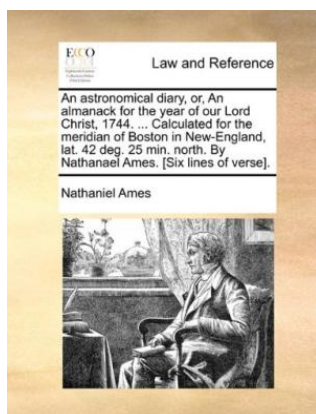 ECCO
Law and Reference
An astronomical diary, or, An
almanack for the year of our Lord
Christ, 1744. ... Calculated for the
meridian of Boston in New-England,
lat. 42 deg. 25 min. north. By
Nathanael Ames. [Six lines of verse].
Nathaniel Ames